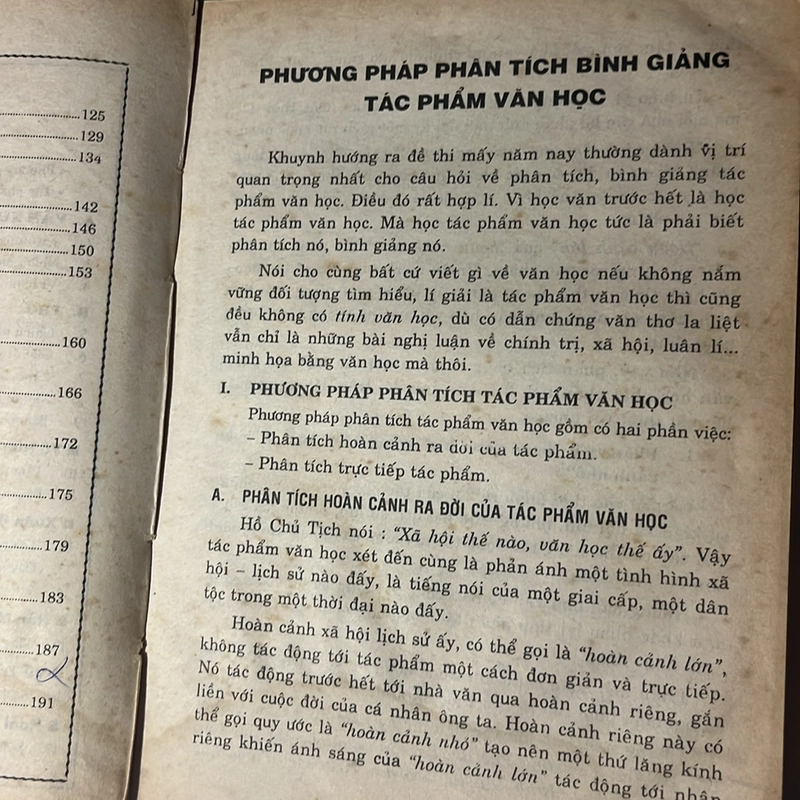 125
129
134
142
146
150
153
160
166
172
175
179
183
187
191
PHƯƠNG PHÁP PHÂN TÍCH BÌNH GIẢNG
TÁC PHẨM VĂN HỌC
Khuynh hướng ra đề thi mấy năm nay thường dành vị trí
quan trọng nhất cho câu hỏi về phân tích, bình giảng tác
phẩm văn học. Điều đó rất hợp lí. Vì học văn trước hết là học
tác phẩm văn học. Mà học tác phẩm văn học tức là phải biết
phân tích nó, bình giảng nó.
Nói cho cùng bất cứ viết gì về văn học nếu không nắm
vững đối tượng tìm hiểu, lí giải là tác phẩm văn học thì cũng
đều không có tính văn học, dù có dẫn chứng văn thơ la liệt
vẫn chỉ là những bài nghị luận về chính trị, xã hội, luân lí...
minh họa bằng văn học mà thôi.
I. PHƯƠNG PHÁP PHÂN TÍCH TÁC PHẨM VĂN HỌC
Phương pháp phân tích tác phẩm văn học gồm có hai phần việc:
– Phân tích hoàn cảnh ra đời của tác phẩm.
– Phân tích trực tiếp tác phẩm.
A. PHÂN TÍCH HOÀN CẢNH RA ĐỜI CỦA TÁC PHẨM VĂN HỌC
Hồ Chủ Tịch nói : “Xã hội thế nào, văn học thế ấy”. Vậy
tác phẩm văn học xét đến cùng là phản ánh một tình hình xã
hội – lịch sử nào đấy, là tiếng nói của một giai cấp, một dân
tộc trong một thời đại nào đấy.
Hoàn cảnh xã hội lịch sử ấy, có thể gọi là “hoàn cảnh lớn”,
không tác động tới tác phẩm một cách đơn giản và trực tiếp.
Nó tác động trước hết tới nhà văn qua hoàn cảnh riêng, gắn
liền với cuộc đời của cá nhân ông ta. Hoàn cảnh riêng này có
thể gọi quy ước là “hoàn cảnh nhỏ” tạo nên một thứ lăng kính
riêng khiến ánh sáng của “hoàn cảnh lớn” tác động tới nhân